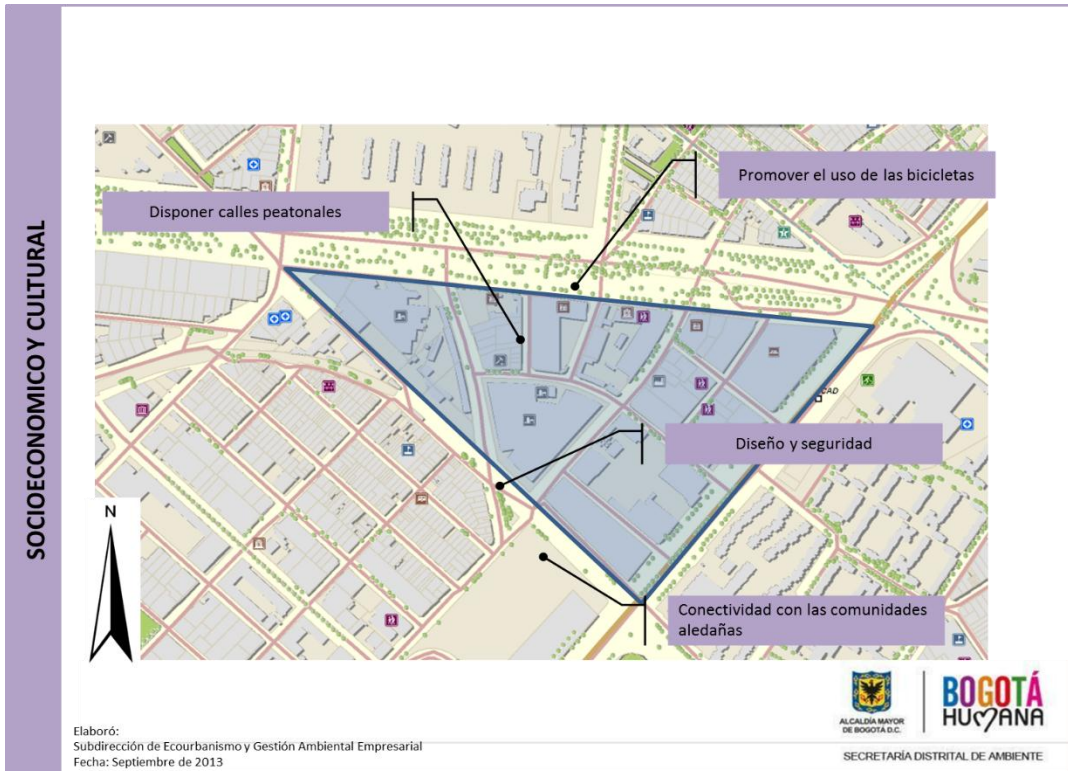 SOCIOECONOMICO Y CULTURAL
Promover el uso de las bicicletas
Disponer calles peatonales
CAD
Diseño y seguridad
Conectividad con las comunidades
aledañas
N
Elaboró:
Subdirección de Ecourbanismo y Gestión Ambiental Empresarial
Fecha: Septiembre de 2013
ALCALDÍA MAYOR
DE BOGOTÁ D.C.
BOGOTÁ
HUMANA
SECRETARÍA DISTRITAL DE AMBIENTE